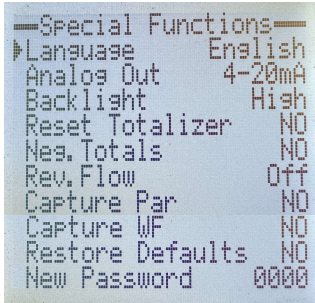 Special Functions
Language English
Analog Out 4-20mA
Backlight High
Reset Totalizer NO
Neg.Totals NO
Rev.Flow Off
Capture Par NO
Capture WF NO
Restore Defaults NO
New Password 0000